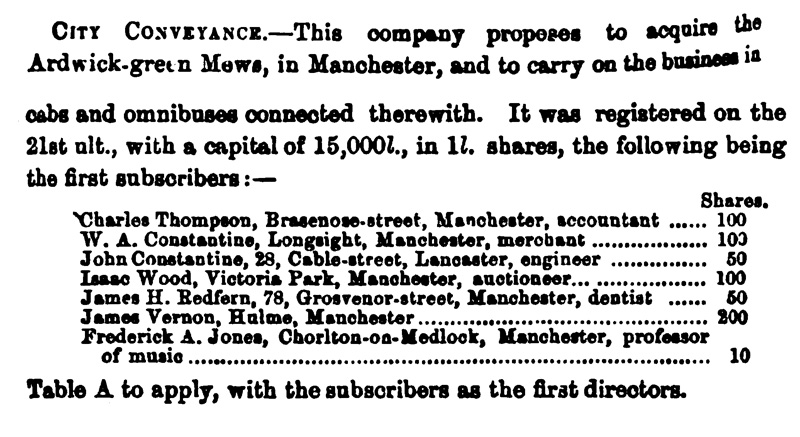 CITY CONVEYANCE.—This company proposes to acquire the
Ardwick-green Mews, in Manchester, and to carry on the business in
cabs and omnibuses connected therewith. It was registered on the
21st ult., with a capital of 15,000l., in 1l. shares, the following being
the first subscribers:—
Shares.
Charles Thompson, Brasenose-street, Manchester, accountant ...... 100
W. A. Constantine, Longsight, Manchester, merchant .................. 100
John Constantine, 28, Cable-street, Lancaster, engineer ............... 50
Isaac Wood, Victoria Park, Manchester, auctioneer... .................. 100
James H. Redfern, 78, Grosvenor-street, Manchester, dentist ...... 50
James Vernon, Hulme, Manchester............................................. 200
Frederick A. Jones, Chorlton-on-Medlock, Manchester, professor
of music ................................................................................ 10
Table A to apply, with the subscribers as the first directors.